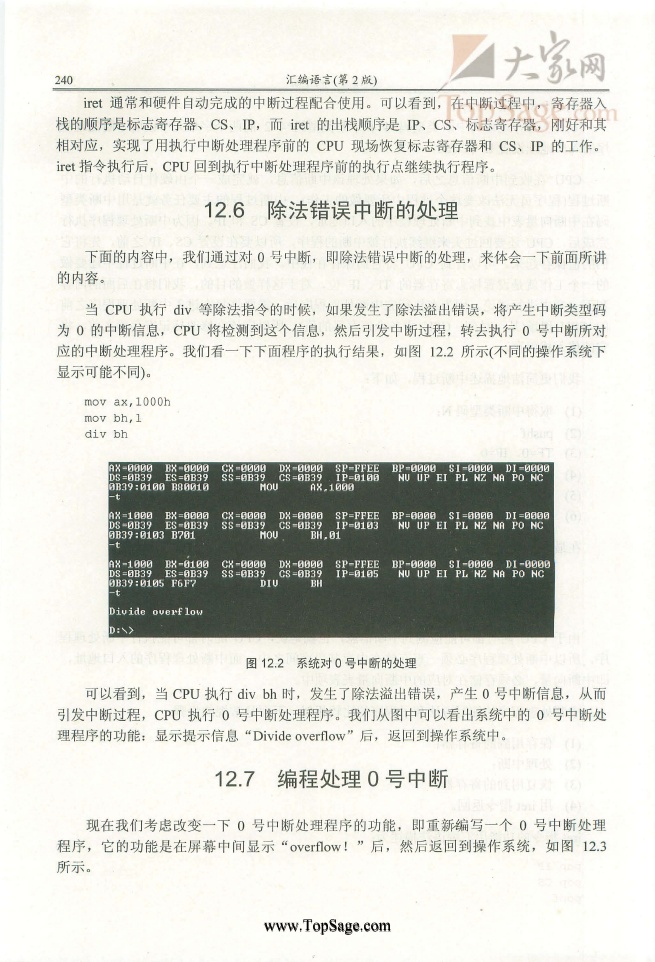 大家网
TopSage.com
240
汇编语言(第 2 版)
iret 通常和硬件自动完成的中断过程配合使用。可以看到,在中断过程中,寄存器入
栈的顺序是标志寄存器、CS、IP,而 iret 的出栈顺序是 IP、CS、标志寄存器,刚好和其
相对应,实现了用执行中断处理程序前的 CPU 现场恢复标志寄存器和 CS、IP 的工作。
iret 指令执行后,CPU 回到执行中断处理程序前的执行点继续执行程序。
12.6 除法错误中断的处理
下面的内容中,我们通过对 0 号中断,即除法错误中断的处理,来体会一下前面所讲
的内容。
当 CPU 执行 div 等除法指令的时候,如果发生了除法溢出错误,将产生中断类型码
为 0 的中断信息,CPU 将检测到这个信息,然后引发中断过程,转去执行 0 号中断所对
应的中断处理程序。我们看一下下面程序的执行结果,如图 12.2 所示(不同的操作系统下
显示可能不同)。
mov ax,1000h
mov bh,1
div bh
AX=0000 BX=0000 CX=0000 DX=0000 SP=FFEE BP=0000 SI=0000 DI=0000
DS=0B39 ES=0B39 SS=0B39 CS=0B39 IP=0100 NV UP EI PL NZ NA PO NC
0B39:0100 B80010 MOV AX,1000
-t
AX=1000 BX=0000 CX=0000 DX=0000 SP=FFEE BP=0000 SI=0000 DI=0000
DS=0B39 ES=0B39 SS=0B39 CS=0B39 IP=0103 NV UP EI PL NZ NA PO NC
0B39:0103 B701 MOV BH,01
-t
AX=1000 BX=0100 CX=0000 DX=0000 SP=FFEE BP=0000 SI=0000 DI=0000
DS=0B39 ES=0B39 SS=0B39 CS=0B39 IP=0105 NV UP EI PL NZ NA PO NC
0B39:0105 F6F7 DIV BH
-t
Divide overflow
D:\>
图 12.2 系统对 0 号中断的处理
可以看到,当 CPU 执行 div bh 时,发生了除法溢出错误,产生 0 号中断信息,从而
引发中断过程,CPU 执行 0 号中断处理程序。我们从图中可以看出系统中的 0 号中断处
理程序的功能:显示提示信息“Divide overflow”后,返回到操作系统中。
12.7 编程处理 0 号中断
现在我们考虑改变一下 0 号中断处理程序的功能,即重新编写一个 0 号中断处理
程序,它的功能是在屏幕中间显示“overflow!”后,然后返回到操作系统,如图 12.3
所示。
www.TopSage.com